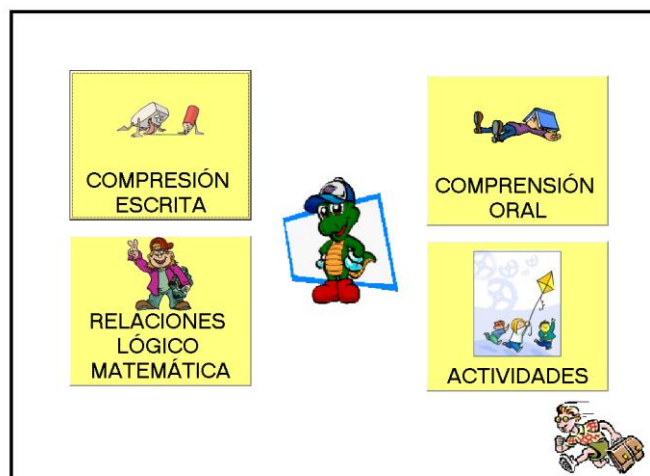 COMPRESIÓN
ESCRITA
COMPRENSIÓN
ORAL
RELACIONES
LÓGICO
MATEMÁTICA
ACTIVIDADES